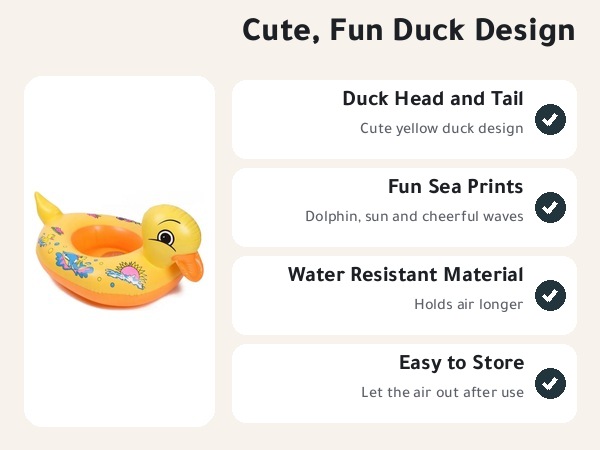 Cute, Fun Duck Design
Duck Head and Tail
Cute yellow duck design
Fun Sea Prints
Dolphin, sun and cheerful waves
Water Resistant Material
Holds air longer
Easy to Store
Let the air out after use